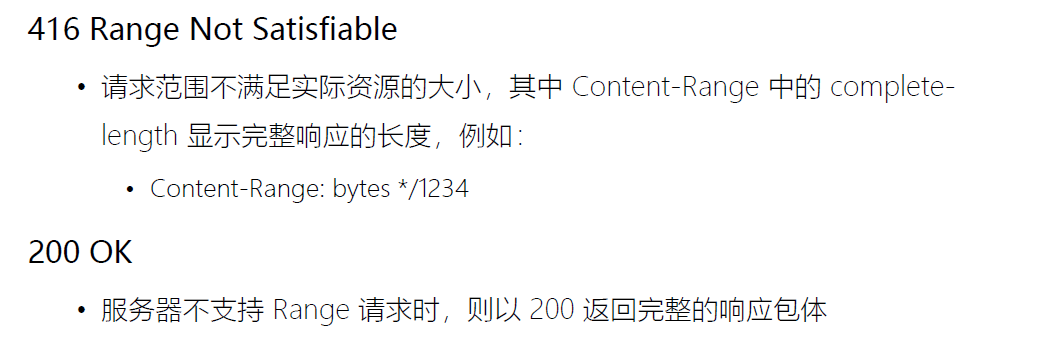 416 Range Not Satisfiable
• 请求范围不满足实际资源的大小，其中 Content-Range 中的 complete-
length 显示完整响应的长度，例如：
• Content-Range: bytes */1234
200 OK
• 服务器不支持 Range 请求时，则以 200 返回完整的响应包体